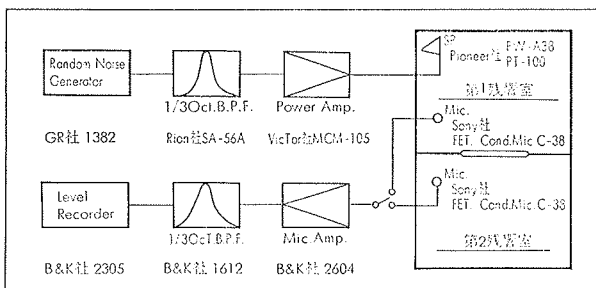 Random Noise
Generator
1/3Oct.B.P.F.
Power Amp.
GR社 1382
Rion社SA-56A
VicTor社MCM-105
SP
Pioneer社
PW-A38
PT-100
第1残響室
Mic.
Sony社
FET. Cond.Mic C-38
Level
Recorder
1/3OcT.B.P.F.
Mic.Amp.
B&K社 2305
B&K社 1612
B&K社 2604
Mic.
Sony社
FET. Cond.Mic C-38
第2残響室